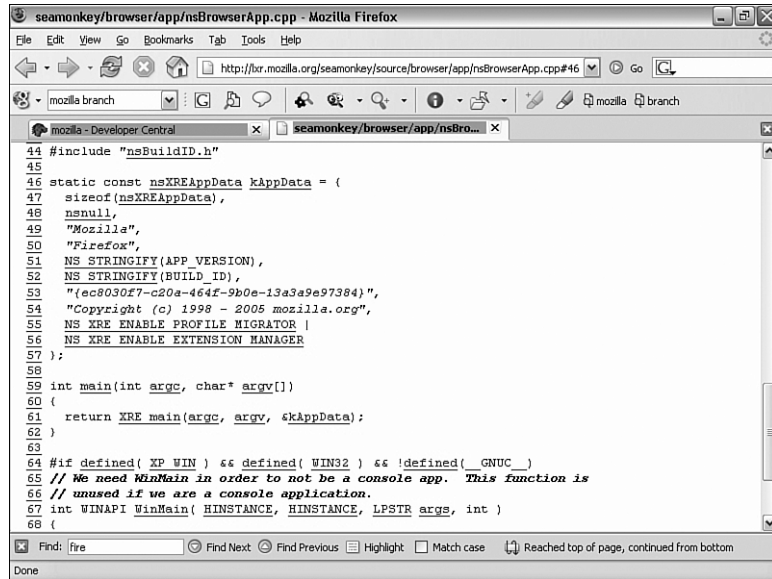 seamonkey/browser/app/nsBrowserApp.cpp - Mozilla Firefox
File Edit View Go Bookmarks Tab Tools Help
http://lxr.mozilla.org/seamonkey/source/browser/app/nsBrowserApp.cpp#46 Go G
mozilla branch G mozilla branch
mozilla - Developer Central x seamonkey/browser/app/nsBro... x
44 #include "nsBuildID.h"
45
46 static const nsXREAppData kAppData = {
47 sizeof(nsXREAppData),
48 nsnull,
49 "Mozilla",
50 "Firefox",
51 NS_STRINGIFY(APP_VERSION),
52 NS_STRINGIFY(BUILD_ID),
53 "{ec8030f7-c20a-464f-9b0e-13a3a9e97384}",
54 "Copyright (c) 1998 - 2005 mozilla.org",
55 NS_XRE_ENABLE_PROFILE_MIGRATOR |
56 NS_XRE_ENABLE_EXTENSION_MANAGER
57 };
58
59 int main(int argc, char* argv[])
60 {
61 return XRE_main(argc, argv, &kAppData);
62 }
63
64 #if defined( XP_WIN ) && defined( WIN32 ) && !defined(__GNUC__)
65 // We need WinMain in order to not be a console app. This function is
66 // unused if we are a console application.
67 int WINAPI WinMain( HINSTANCE, HINSTANCE, LPSTR args, int )
68 {
Find: fire Find Next Find Previous Highlight Match case Reached top of page, continued from bottom
Done